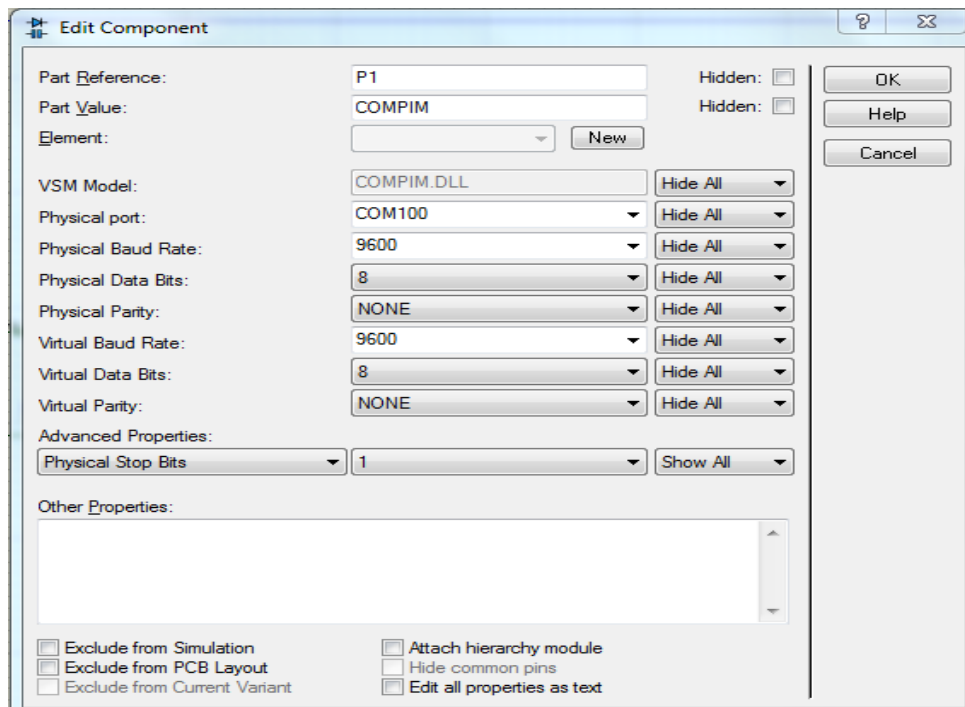 Edit Component
Part Reference: P1 Hidden:
Part Value: COMPIM Hidden:
Element: New
VSM Model: COMPIM.DLL Hide All
Physical port: COM100 Hide All
Physical Baud Rate: 9600 Hide All
Physical Data Bits: 8 Hide All
Physical Parity: NONE Hide All
Virtual Baud Rate: 9600 Hide All
Virtual Data Bits: 8 Hide All
Virtual Parity: NONE Hide All
Advanced Properties:
Physical Stop Bits 1 Show All
Other Properties:
Exclude from Simulation Attach hierarchy module
Exclude from PCB Layout Hide common pins
Exclude from Current Variant Edit all properties as text
OK
Help
Cancel